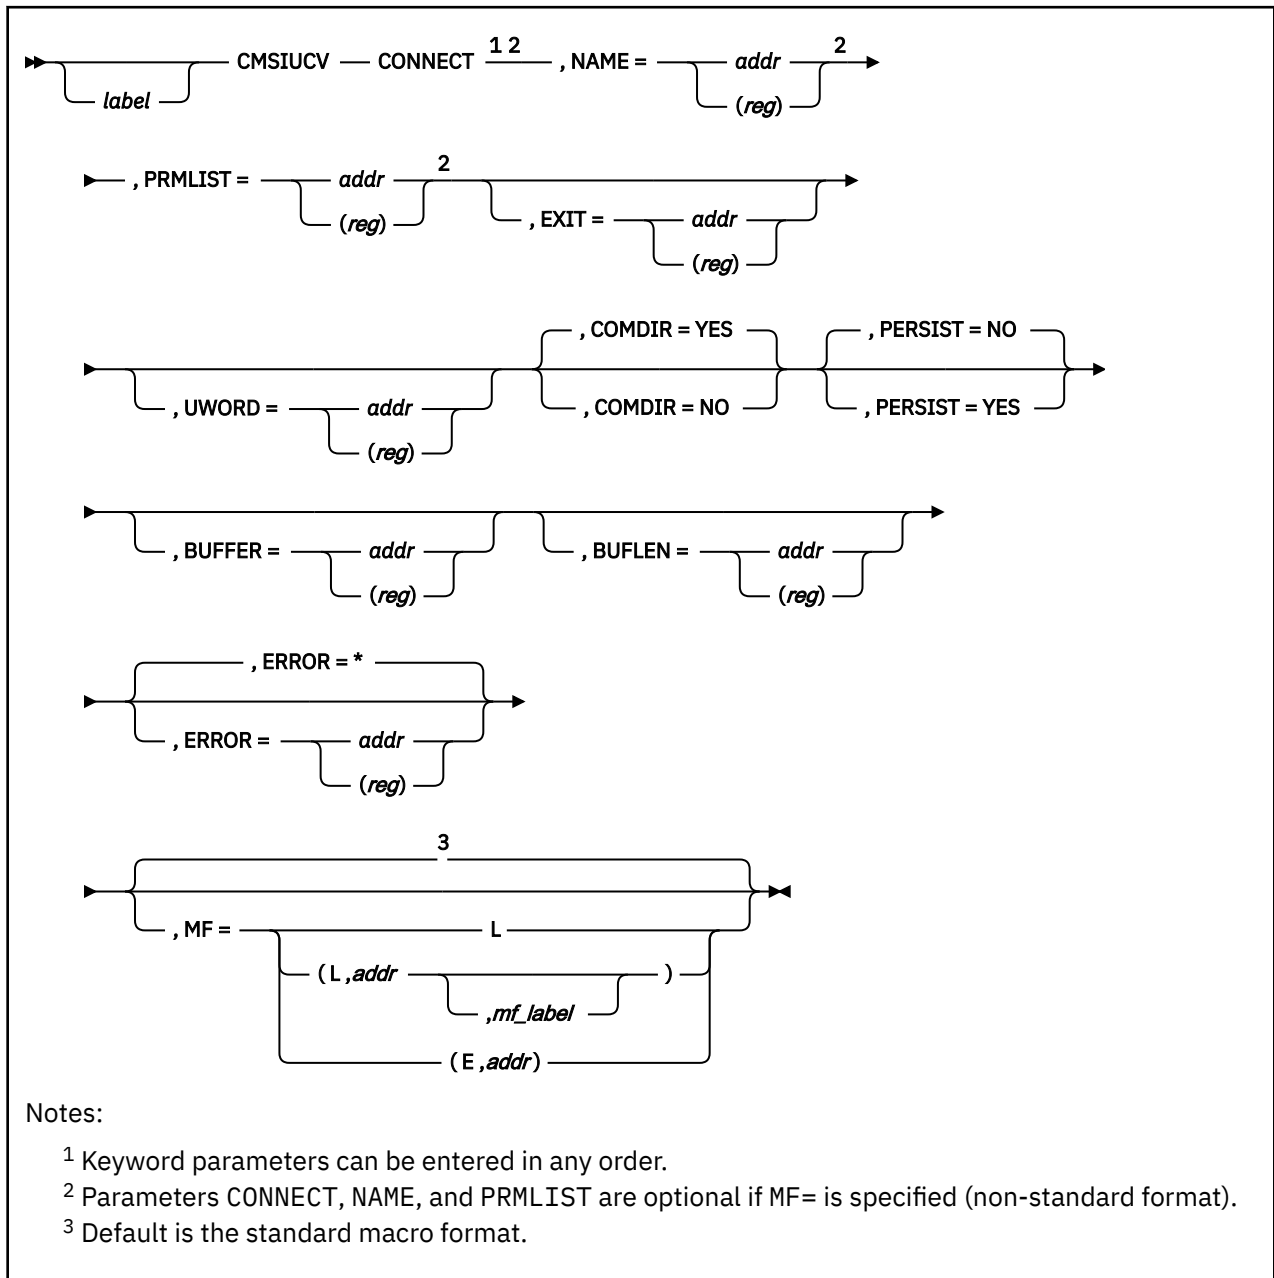 CMSIUCV CONNECT 1 2 , NAME = addr 2
label (reg)
, PRMLIST = addr 2
(reg) , EXIT = addr
(reg)
, COMDIR = YES , PERSIST = NO
, UWORD = addr , COMDIR = NO , PERSIST = YES
(reg)
, BUFFER = addr , BUFLEN = addr
(reg) (reg)
, ERROR = *
, ERROR = addr
(reg)
3
, MF = L
( L ,addr )
,mf_label
( E ,addr )
Notes:
1 Keyword parameters can be entered in any order.
2 Parameters CONNECT, NAME, and PRMLIST are optional if MF= is specified (non-standard format).
3 Default is the standard macro format.